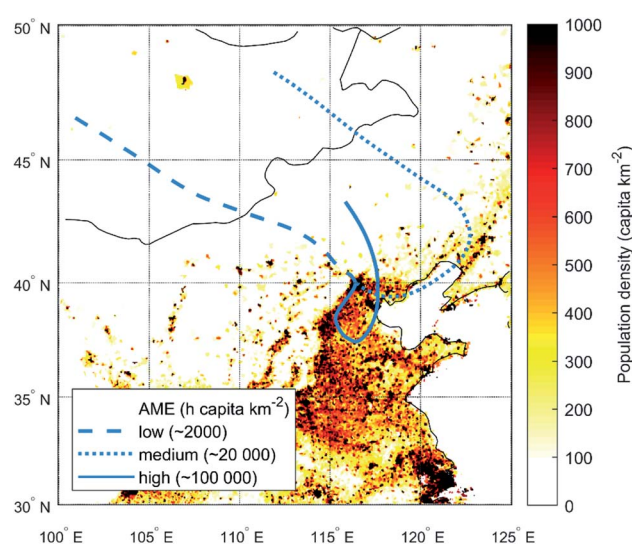 50° N
45° N
40° N
35° N
30° N
100° E
105° E
110° E
115° E
120° E
125° E
AME (h capita km-2)
low (~2000)
medium (~20 000)
high (~100 000)
1000
900
800
700
600
500
400
300
200
100
0
Population density (capita km-2)